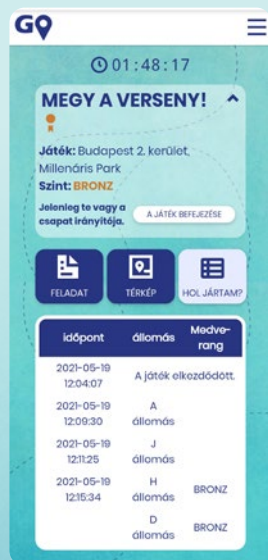 GO
01:48:17
MEGY A VERSENY!
Játék: Budapest 2. kerület,
Millenáris Park
Szint: BRONZ
Jelenleg te vagy a
csapat irányítója.
A JÁTÉK BEFEJEZÉSE
FELADAT
TÉRKÉP
HOL JÁRTAM?
időpont állomás Medve-
rang
2021-05-19
12:04:07
A játék elkezdődött.
2021-05-19
12:09:30
A
állomás
2021-05-19
12:11:25
J
állomás
2021-05-19
12:15:34
H
állomás
BRONZ
D
állomás
BRONZ